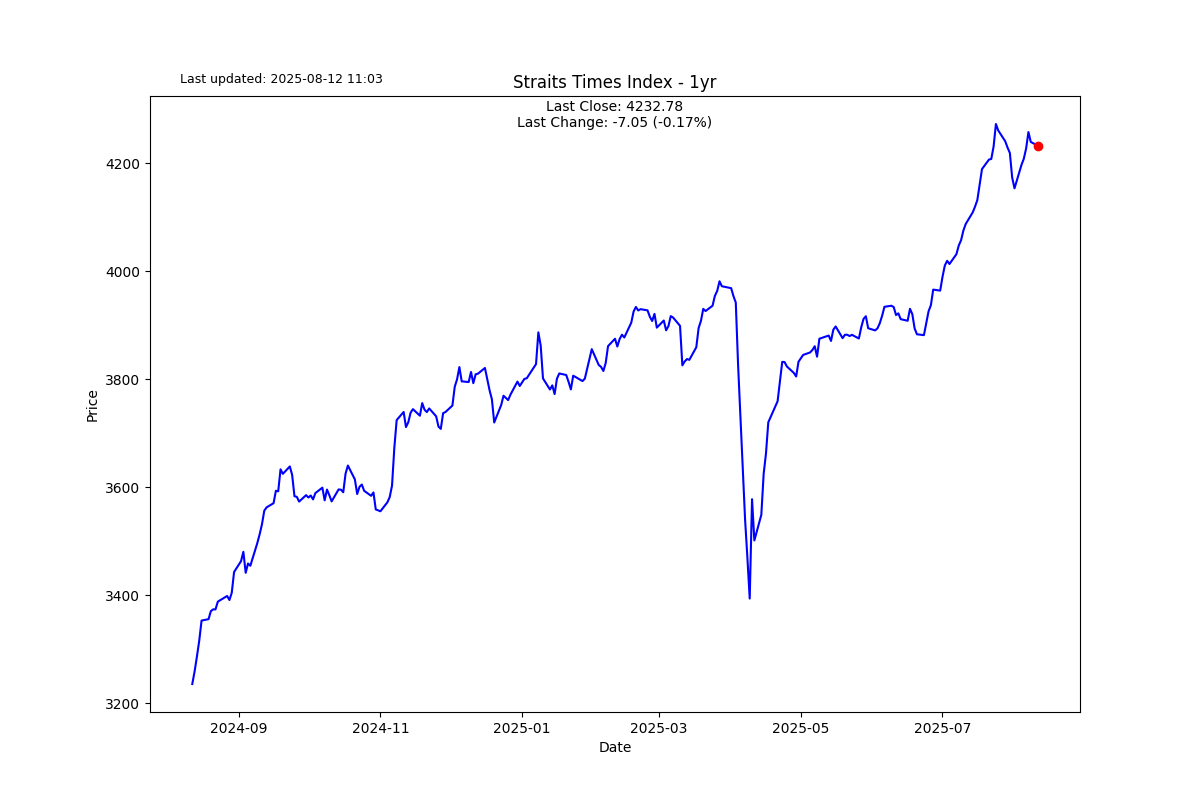 Last updated: 2025-08-12 11:03
Straits Times Index - 1yr
Last Close: 4232.78
Last Change: -7.05 (-0.17%)
4200
4000
3800
3600
3400
3200
Price
2024-09
2024-11
2025-01
2025-03
2025-05
2025-07
Date